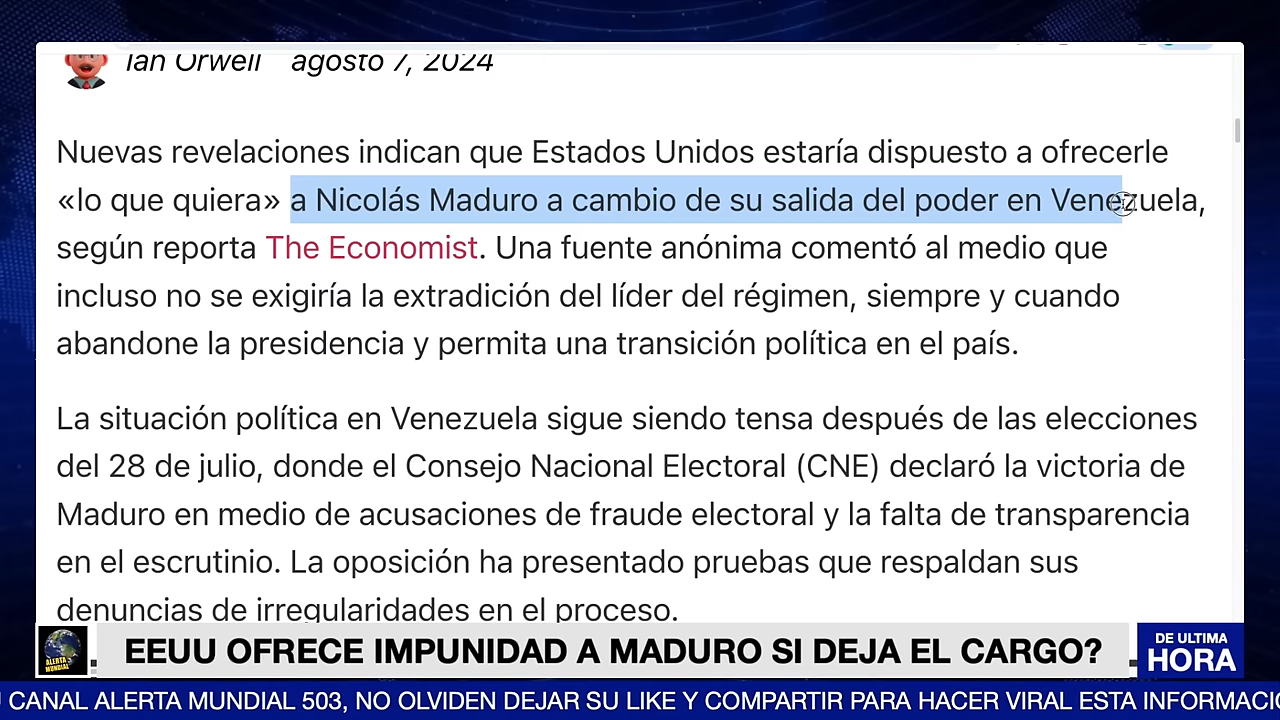 Ian Orwell agosto 7, 2024
Nuevas revelaciones indican que Estados Unidos estaría dispuesto a ofrecerle
«lo que quiera» a Nicolás Maduro a cambio de su salida del poder en Venezuela,
según reporta The Economist. Una fuente anónima comentó al medio que
incluso no se exigiría la extradición del líder del régimen, siempre y cuando
abandone la presidencia y permita una transición política en el país.
La situación política en Venezuela sigue siendo tensa después de las elecciones
del 28 de julio, donde el Consejo Nacional Electoral (CNE) declaró la victoria de
Maduro en medio de acusaciones de fraude electoral y la falta de transparencia
en el escrutinio. La oposición ha presentado pruebas que respaldan sus
denuncias de irregularidades en el proceso.
ALERTA
MUNDIAL
EEUU OFRECE IMPUNIDAD A MADURO SI DEJA EL CARGO?
DE ULTIMA
HORA
CANAL ALERTA MUNDIAL 503, NO OLVIDEN DEJAR SU LIKE Y COMPARTIR PARA HACER VIRAL ESTA INFORMACI